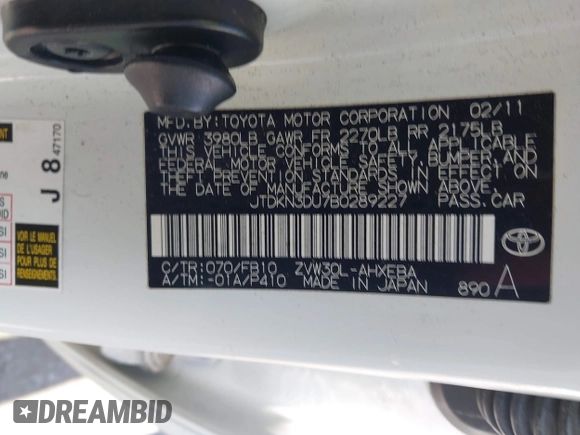 MFD.BY:TOYOTA MOTOR CORPORATION 02/11
GVWR 3980LB GAWR FR 2270LB RR 2175LB
THIS VEHICLE CONFORMS TO ALL APPLICABLE
FEDERAL MOTOR VEHICLE SAFETY, BUMPER, AND
THEFT PREVENTION STANDARDS IN EFFECT ON
THE DATE OF MANUFACTURE SHOWN ABOVE.
JTDKN3DU7B0289227 PASS.CAR
C/TR:070/FB10 ZVW30L-AHXEBA
A/TM:-01A/P410 MADE IN JAPAN 890 A
TOYOTA
J 8 47170
MANUEL
DE L'USAGER
POUR PLUS DE
DREAMBID